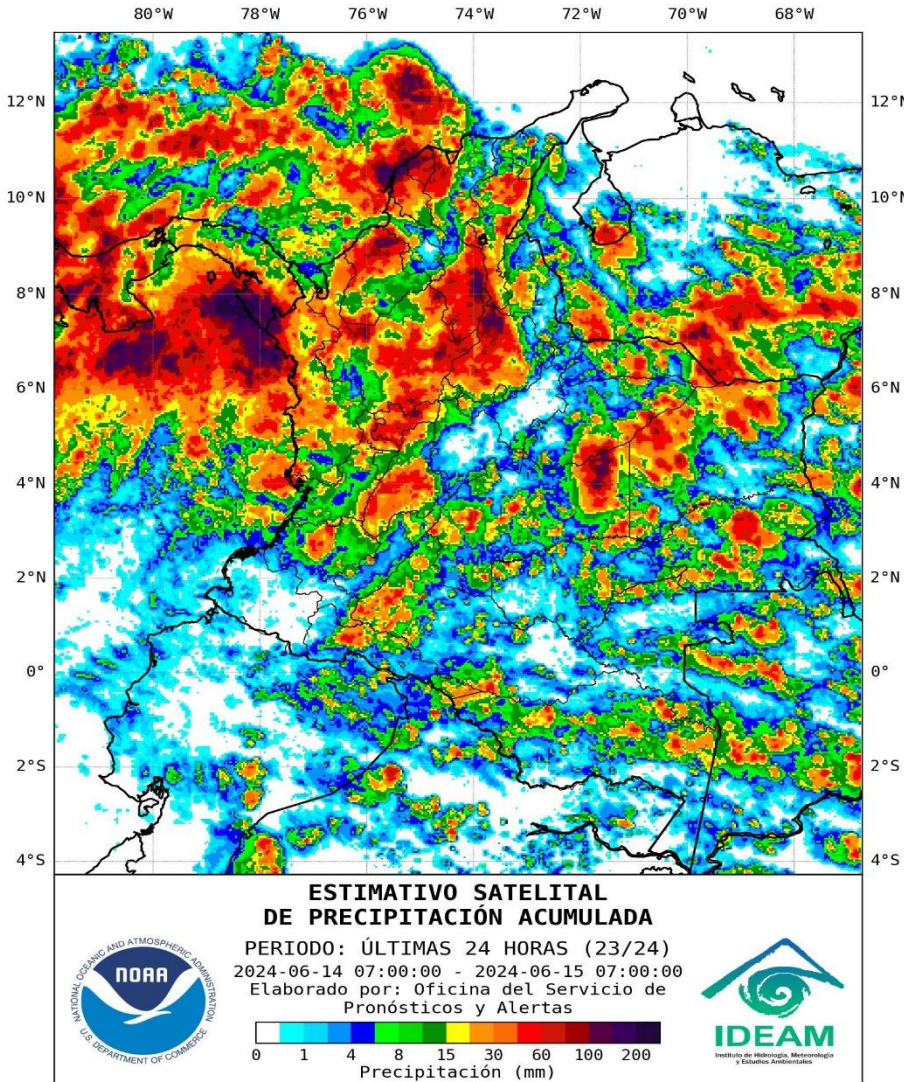 80°W 78°W 76°W 74°W 72°W 70°W 68°W
12°N 12°N
10°N 10°N
8°N 8°N
6°N 6°N
4°N 4°N
2°N 2°N
0° 0°
2°S 2°S
4°S 4°S
ESTIMATIVO SATELITAL
DE PRECIPITACIÓN ACUMULADA
PERIODO: ÚLTIMAS 24 HORAS (23/24)
2024-06-14 07:00:00 - 2024-06-15 07:00:00
Elaborado por: Oficina del Servicio de
Pronósticos y Alertas
0 1 4 8 15 30 60 100 200
Precipitación (mm)
NATIONAL OCEANIC AND ATMOSPHERIC ADMINISTRATION
NOAA
U.S. DEPARTMENT OF COMMERCE
IDEAM
Instituto de Hidrología, Meteorología
y Estudios Ambientales